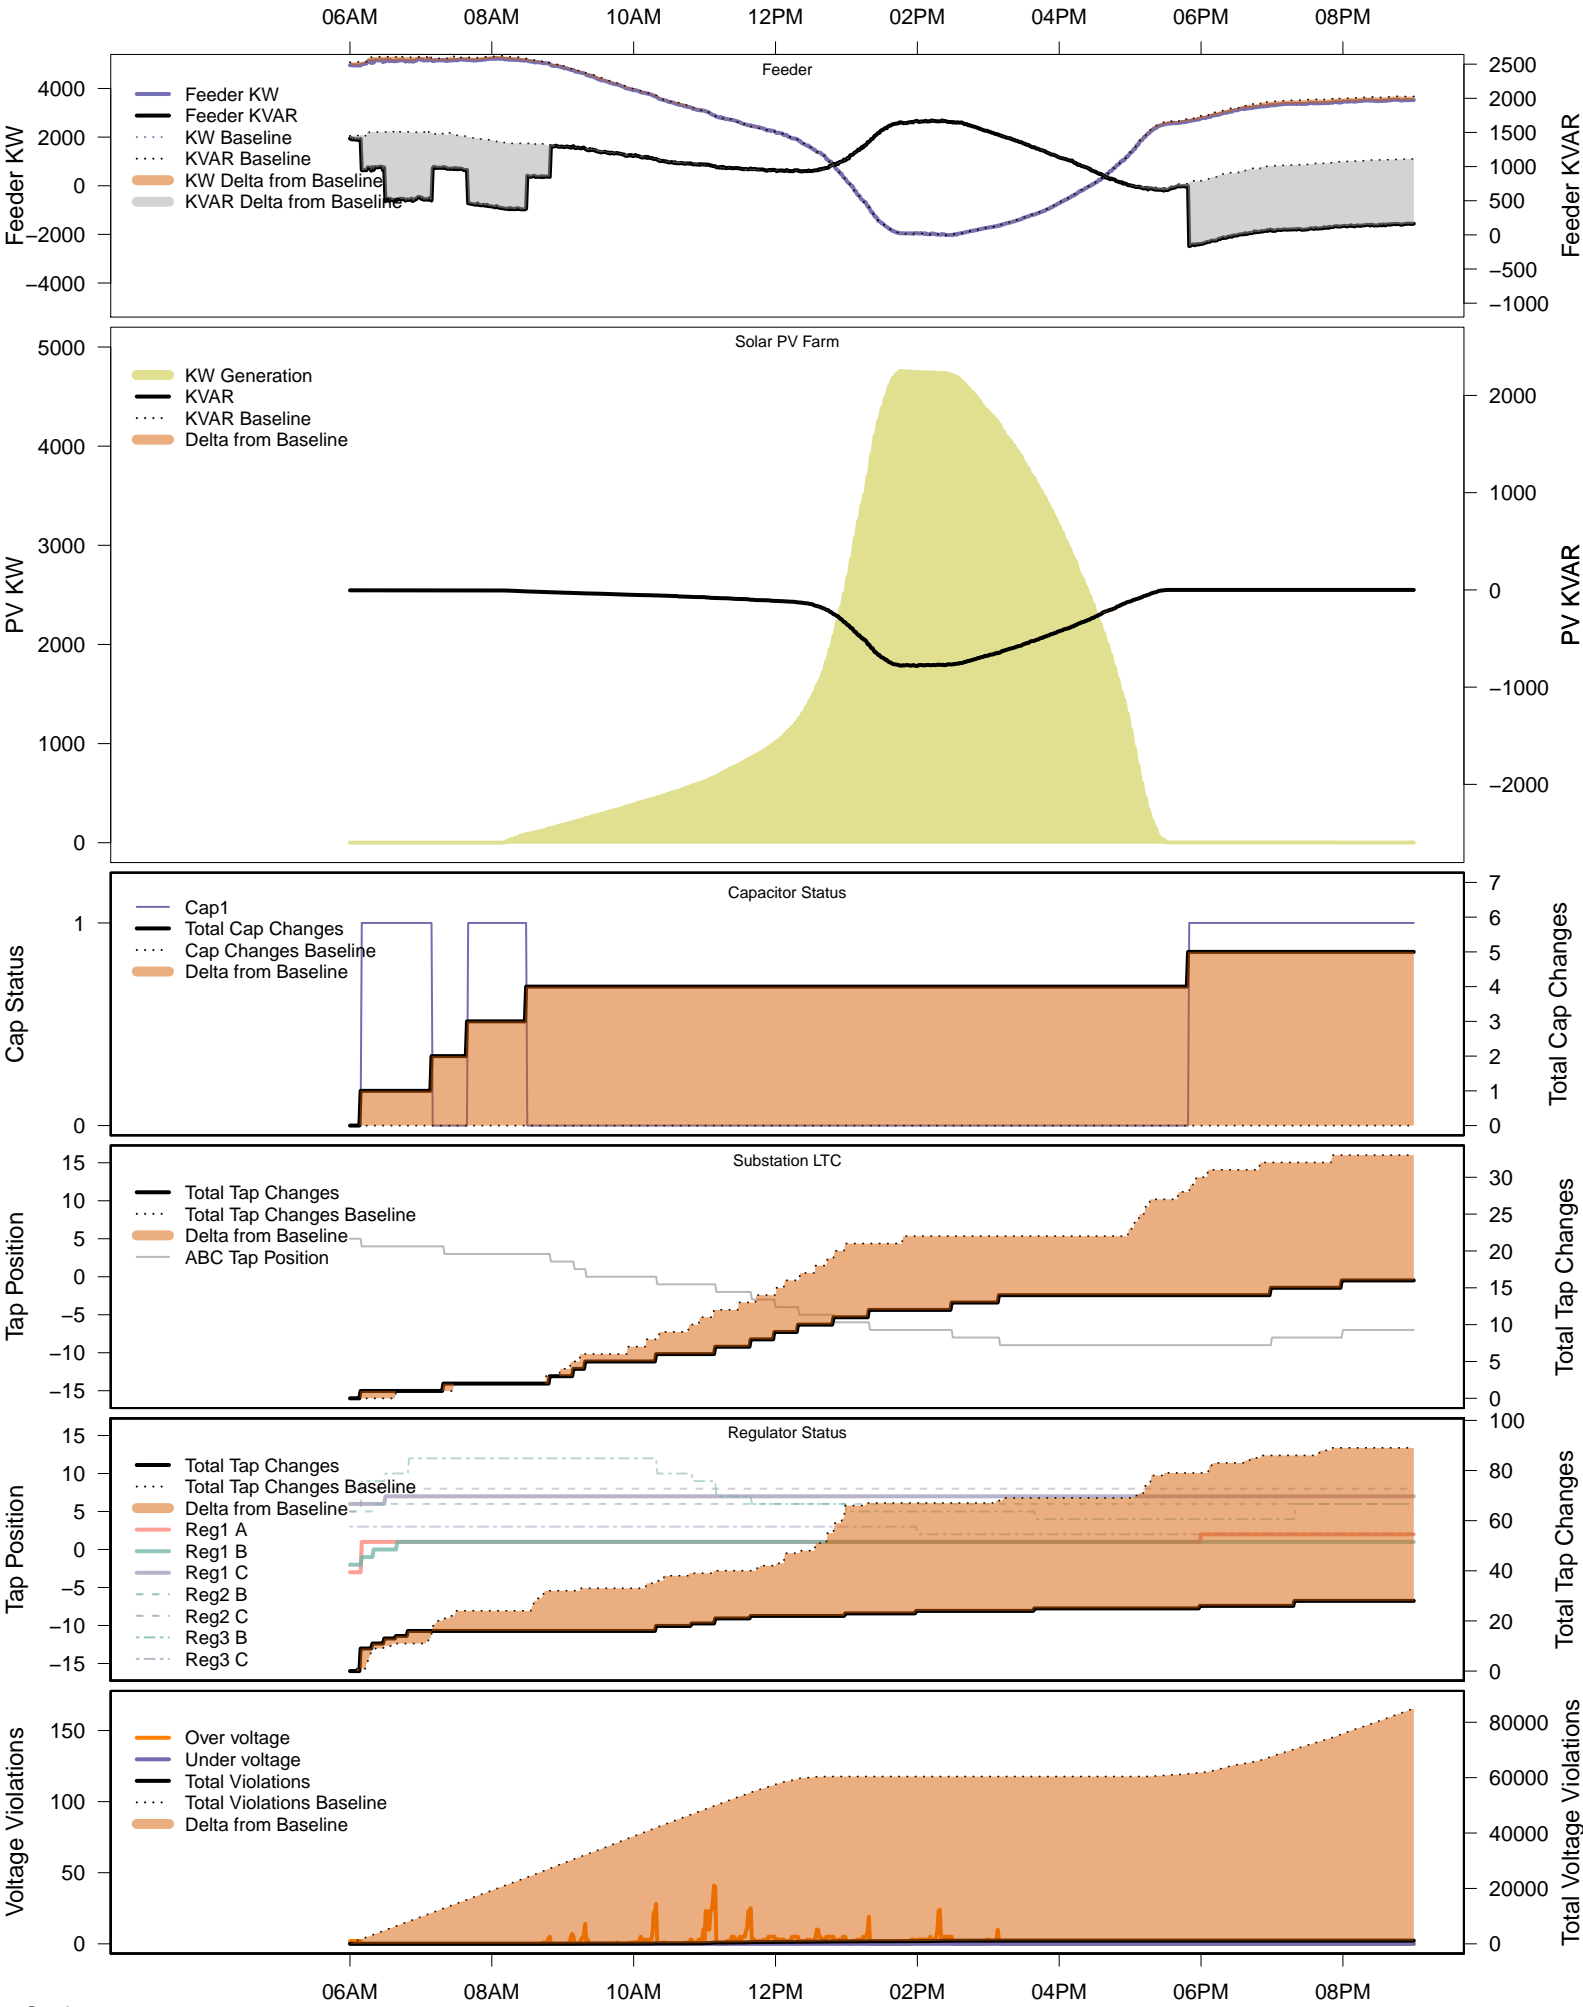 06AM 08AM 10AM 12PM 02PM 04PM 06PM 08PM
Feeder
Feeder KW
Feeder KVAR
KW Baseline
KVAR Baseline
KW Delta from Baseline
KVAR Delta from Baseline
4000
2000
0
−2000
−4000
Feeder KW
2500
2000
1500
1000
500
0
−500
−1000
Feeder KVAR
Solar PV Farm
KW Generation
KVAR
KVAR Baseline
Delta from Baseline
5000
4000
3000
2000
1000
0
PV KW
2000
1000
0
−1000
−2000
PV KVAR
Capacitor Status
Cap1
Total Cap Changes
Cap Changes Baseline
Delta from Baseline
1
0
Cap Status
7
6
5
4
3
2
1
0
Total Cap Changes
Substation LTC
Total Tap Changes
Total Tap Changes Baseline
Delta from Baseline
ABC Tap Position
15
10
5
0
−5
−10
−15
Tap Position
30
25
20
15
10
5
0
Total Tap Changes
Regulator Status
Total Tap Changes
Total Tap Changes Baseline
Delta from Baseline
Reg1 A
Reg1 B
Reg1 C
Reg2 B
Reg2 C
Reg3 B
Reg3 C
15
10
5
0
−5
−10
−15
Tap Position
100
80
60
40
20
0
Total Tap Changes
Over voltage
Under voltage
Total Violations
Total Violations Baseline
Delta from Baseline
150
100
50
0
Voltage Violations
80000
60000
40000
20000
0
Total Voltage Violations
06AM 08AM 10AM 12PM 02PM 04PM 06PM 08PM